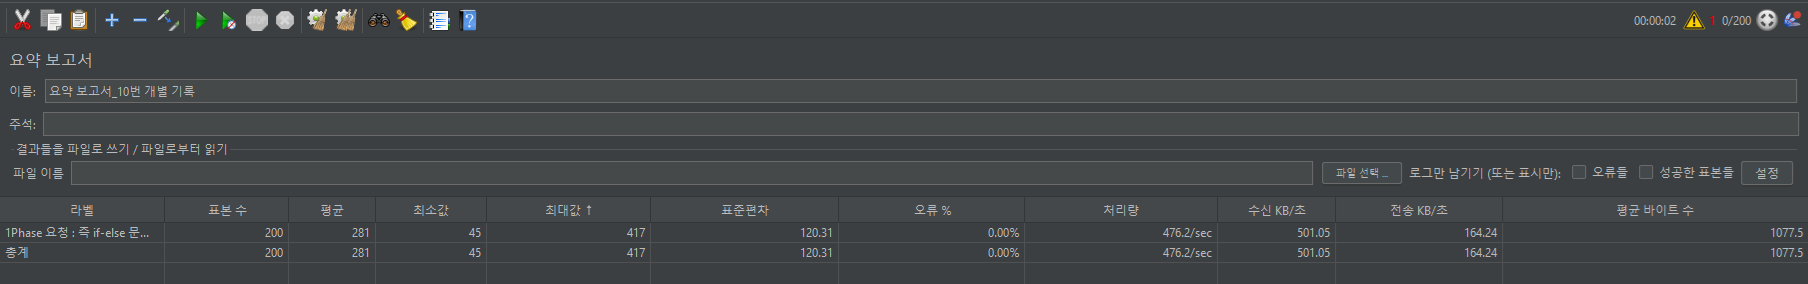 00:00:02 1 0/200
요약 보고서
이름: 요약 보고서_10번 개별 기록
주석:
결과들을 파일로 쓰기 / 파일로부터 읽기
파일 이름 파일 선택 ... 로그만 남기기 (또는 표시만): 오류들 성공한 표본들 설정
라벨 표본 수 평균 최소값 최대값 ↑ 표준편차 오류 % 처리량 수신 KB/초 전송 KB/초 평균 바이트 수
1Phase 요청 : 즉 if-else 문... 200 281 45 417 120.31 0.00% 476.2/sec 501.05 164.24 1077.5
총계 200 281 45 417 120.31 0.00% 476.2/sec 501.05 164.24 1077.5